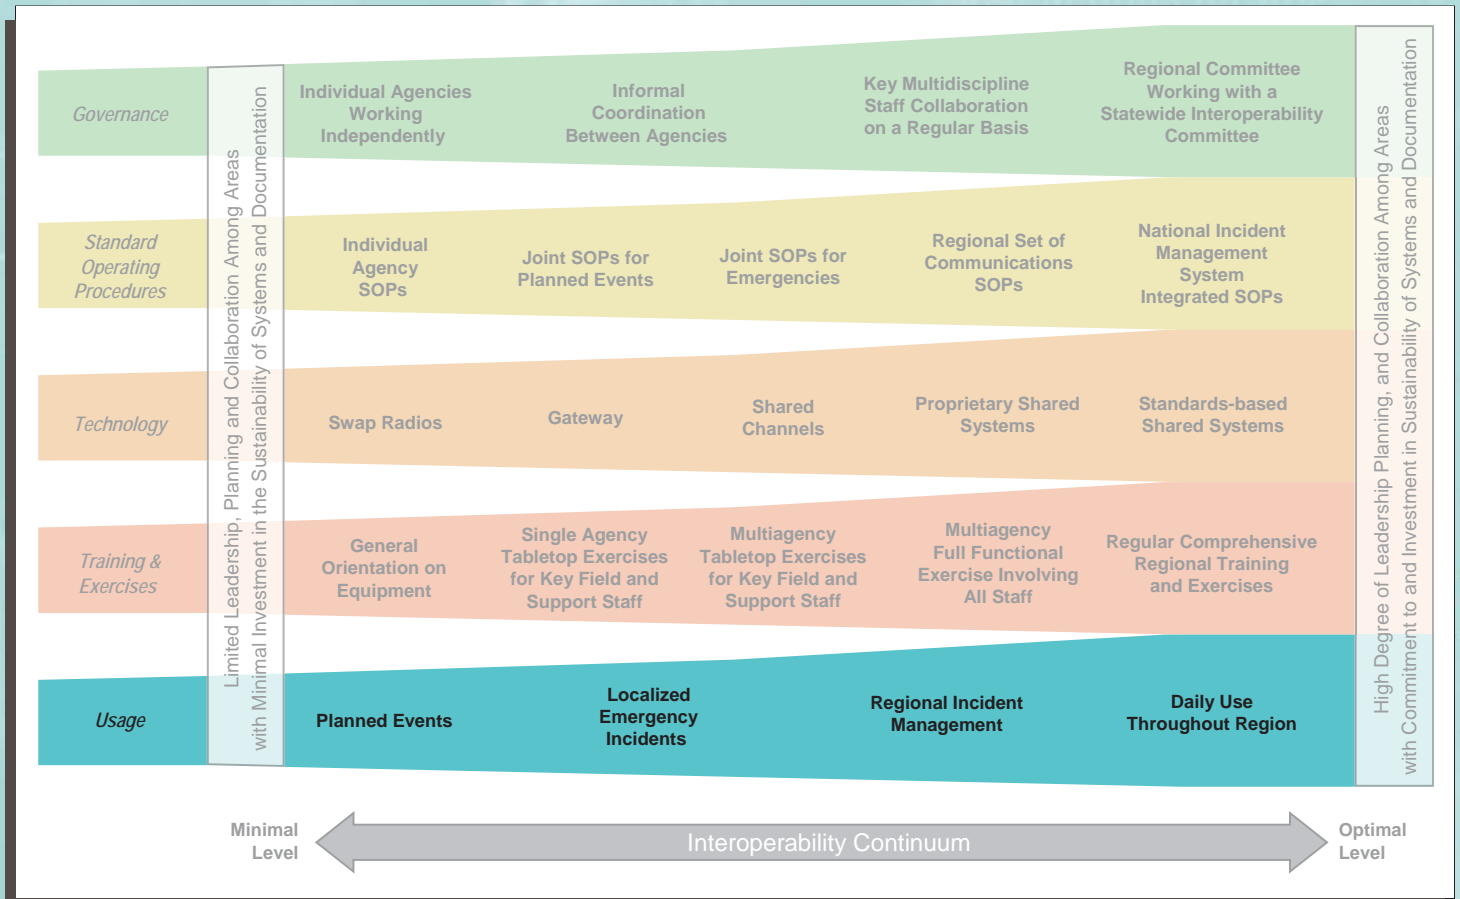 Governance
Individual Agencies
Working
Independently
Informal
Coordination
Between Agencies
Key Multidiscipline
Staff Collaboration
on a Regular Basis
Regional Committee
Working with a
Statewide Interoperability
Committee
Standard
Operating
Procedures
Individual
Agency
SOPs
Joint SOPs for
Planned Events
Joint SOPs for
Emergencies
Regional Set of
Communications
SOPs
National Incident
Management
System
Integrated SOPs
Technology
Swap Radios
Gateway
Shared
Channels
Proprietary Shared
Systems
Standards-based
Shared Systems
Training &
Exercises
General
Orientation on
Equipment
Single Agency
Tabletop Exercises
for Key Field and
Support Staff
Multiagency
Tabletop Exercises
for Key Field and
Support Staff
Multiagency
Full Functional
Exercise Involving
All Staff
Regular Comprehensive
Regional Training
and Exercises
Usage
Planned Events
Localized
Emergency
Incidents
Regional Incident
Management
Daily Use
Throughout Region
Limited Leadership, Planning and Collaboration Among Areas
with Minimal Investment in the Sustainability of Systems and Documentation
High Degree of Leadership Planning, and Collaboration Among Areas
with Commitment to and Investment in Sustainability of Systems and Documentation
Minimal
Level
Interoperability Continuum
Optimal
Level